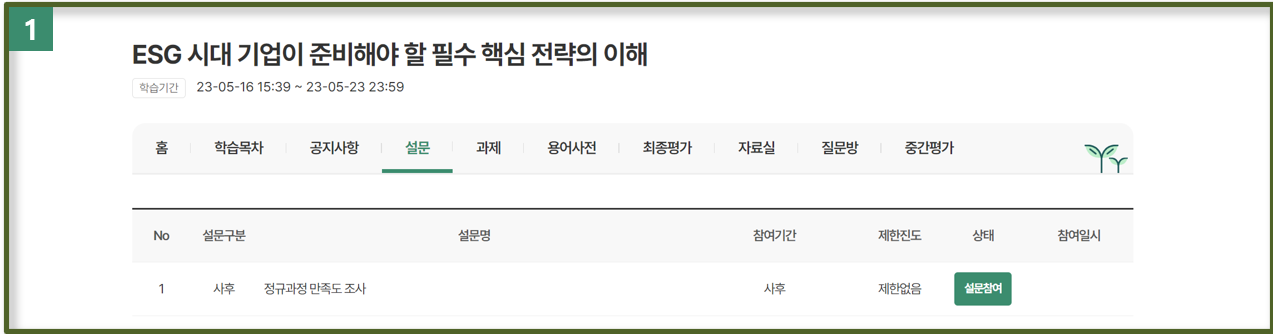 1
ESG 시대 기업이 준비해야 할 필수 핵심 전략의 이해
학습기간 23-05-16 15:39 ~ 23-05-23 23:59
홈 학습목차 공지사항 설문 과제 용어사전 최종평가 자료실 질문방 중간평가
No 설문구분 설문명 참여기간 제한진도 상태 참여일시
1 사후 정규과정 만족도 조사 사후 제한없음 설문참여